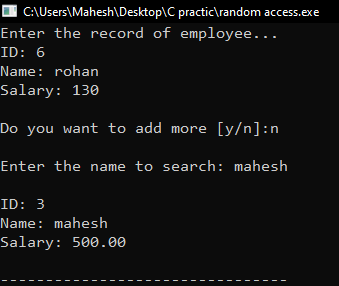 C:\Users\Mahesh\Desktop\C practic\random access.exe
Enter the record of employee...
ID: 6
Name: rohan
Salary: 130
Do you want to add more [y/n]:n
Enter the name to search: mahesh
ID: 3
Name: mahesh
Salary: 500.00
--------------------------------